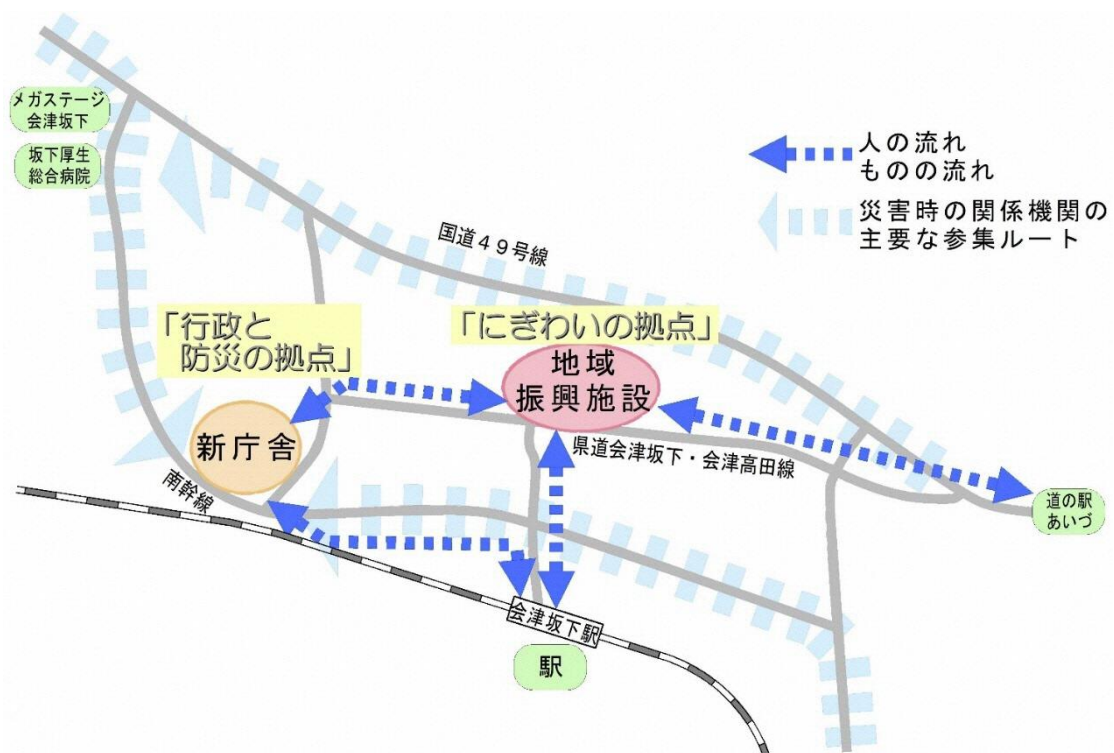 メガステージ
会津坂下
坂下厚生
総合病院
人の流れ
ものの流れ
災害時の関係機関の
主要な参集ルート
国道49号線
「行政と
防災の拠点」
「にぎわいの拠点」
地域
振興施設
新庁舎
県道会津坂下・会津高田線
南幹線
道の駅
あいづ
会津坂下駅
駅